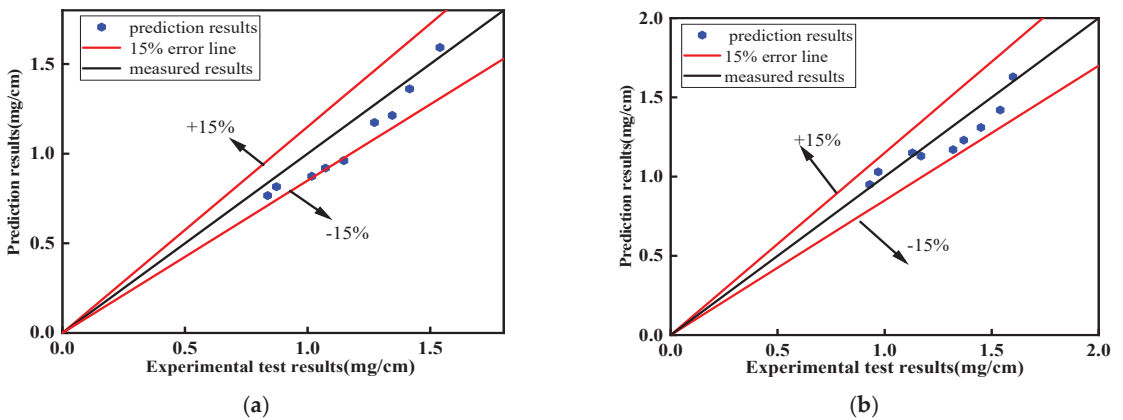 prediction results
15% error line
measured results
+15%
-15%
Prediction results(mg/cm)
1.5
1.0
0.5
0.0
0.0 0.5 1.0 1.5
Experimental test results(mg/cm)
(a)
prediction results
15% error line
measured results
+15%
-15%
Prediction results(mg/cm)
2.0
1.5
1.0
0.5
0.0
0.0 0.5 1.0 1.5 2.0
Experimental test results(mg/cm)
(b)